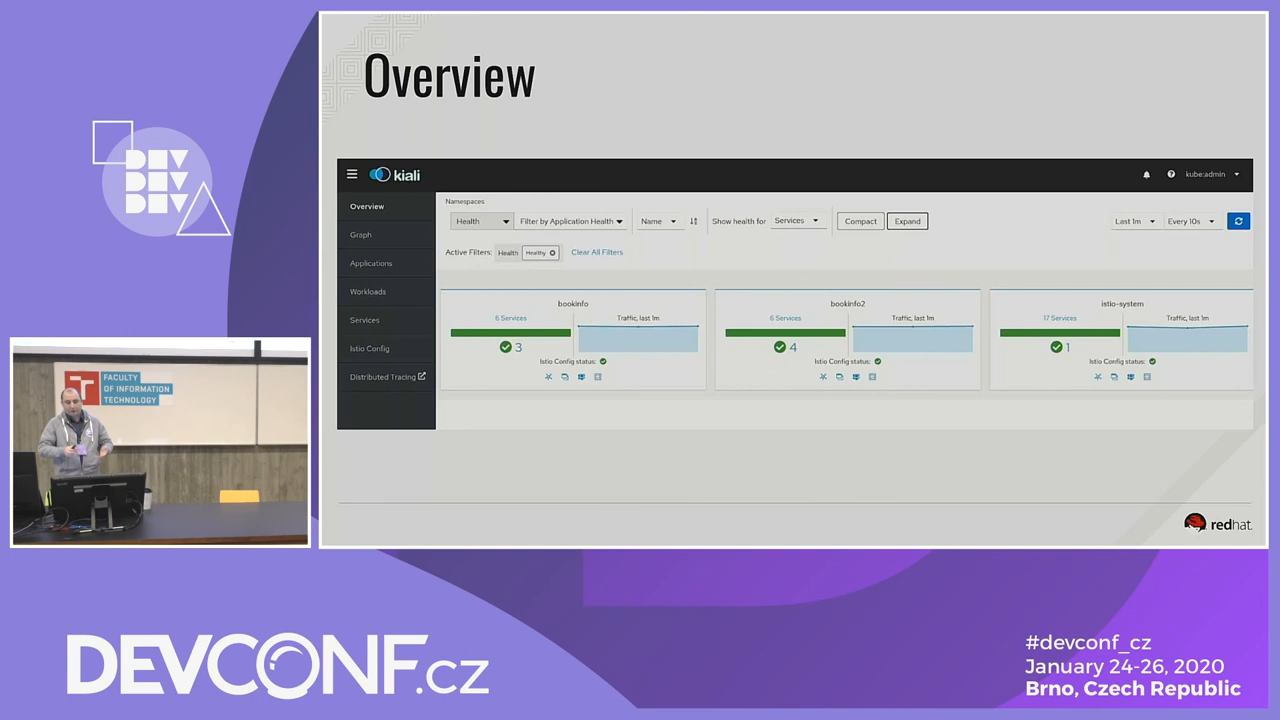 Overview
kiali
kube:admin
Overview
Graph
Applications
Workloads
Services
Istio Config
Distributed Tracing
Namespaces
Health Filter by Application Health Name Show health for Services Compact Expand Last 1m Every 10s
Active Filters: Health Healthy Clear All Filters
bookinfo
6 Services Traffic, last 1m
3
Istio Config status:
bookinfo2
6 Services Traffic, last 1m
4
Istio Config status:
istio-system
17 Services Traffic, last 1m
1
Istio Config status:
redhat.
DEV
DEV
DEV
FACULTY
OF INFORMATION
TECHNOLOGY
DEVCONF.cz
#devconf_cz
January 24-26, 2020
Brno, Czech Republic